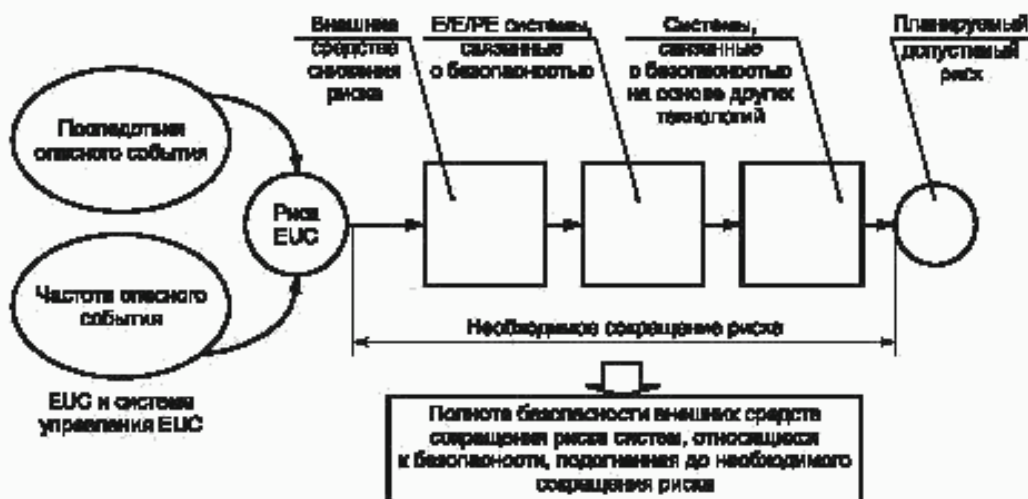 Внешние
средства
снижения
риска
E/E/PE системы,
связанные
с безопасностью
Системы,
связанные
с безопасностью
на основе других
технологий
Планируемый
допустимый
риск
Последствия
опасного события
Риск
EUC
Частота опасного
события
EUC и система
управления EUC
Необходимое сокращение риска
Полнота безопасности внешних средств
сокращения риска систем, относящихся
к безопасности, подогнанная до необходимого
сокращения риска